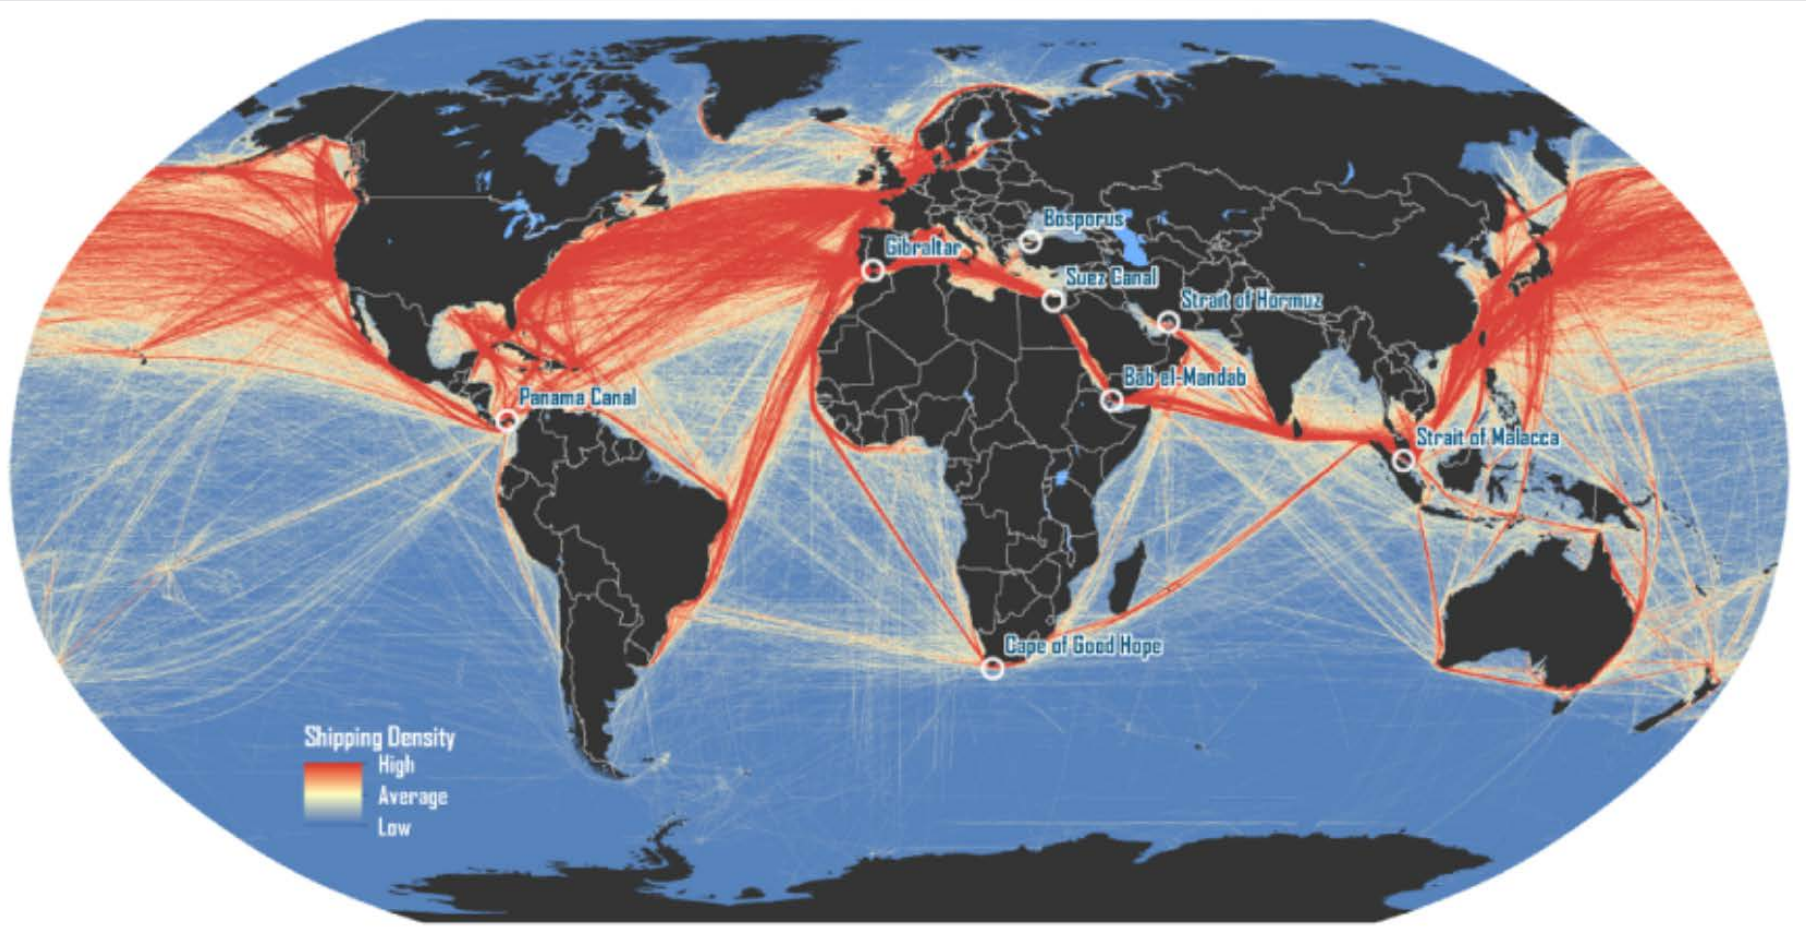 Bosporus
Gibraltar
Suez Canal
Strait of Hormuz
Bab el-Mandab
Panama Canal
Strait of Malacca
Cape of Good Hope
Shipping Density
High
Average
Low